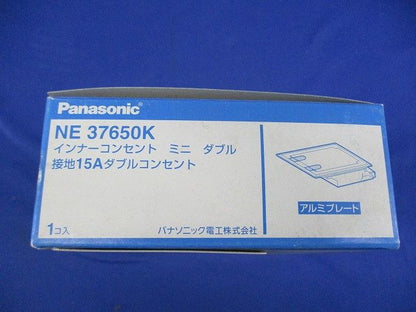 Panasonic
NE 37650K
インナーコンセント ミニ ダブル
接地15Aダブルコンセント
アルミプレート
1コ入
パナソニック電工株式会社